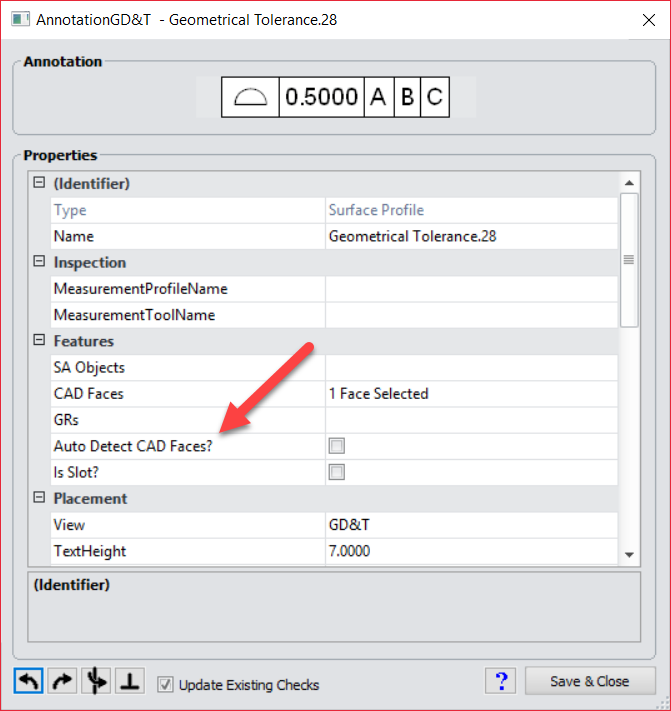 AnnotationGD&T - Geometrical Tolerance.28
Annotation
0.5000 A B C
Properties
(Identifier)
Type Surface Profile
Name Geometrical Tolerance.28
Inspection
MeasurementProfileName
MeasurementToolName
Features
SA Objects
CAD Faces 1 Face Selected
GRs
Auto Detect CAD Faces?
Is Slot?
Placement
View GD&T
TextHeight 7.0000
(Identifier)
Update Existing Checks ? Save & Close